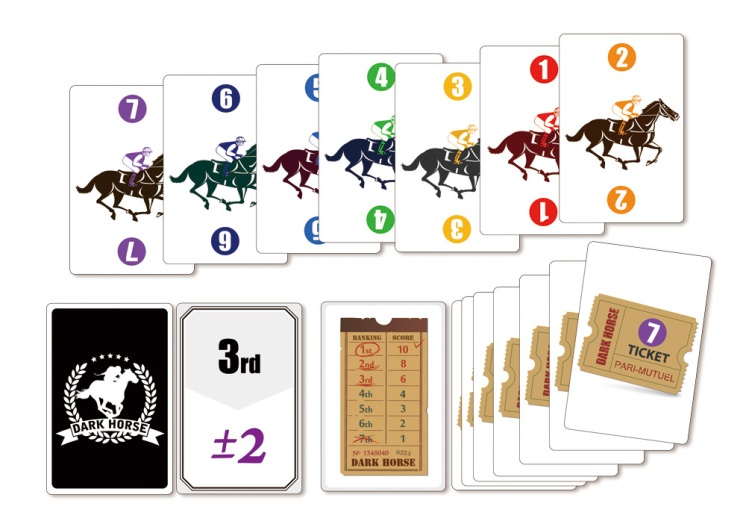 7
6
5
4
3
1
2
7
6
5
4
3
1
2
DARK HORSE
3rd
±2
RANKING SCORE
1st 10
2nd 8
3rd 6
4th 4
5th 3
6th 2
7th 1
Nº 1343040
DARK HORSE
DARK HORSE
7
TICKET
PARI-MUTUEL